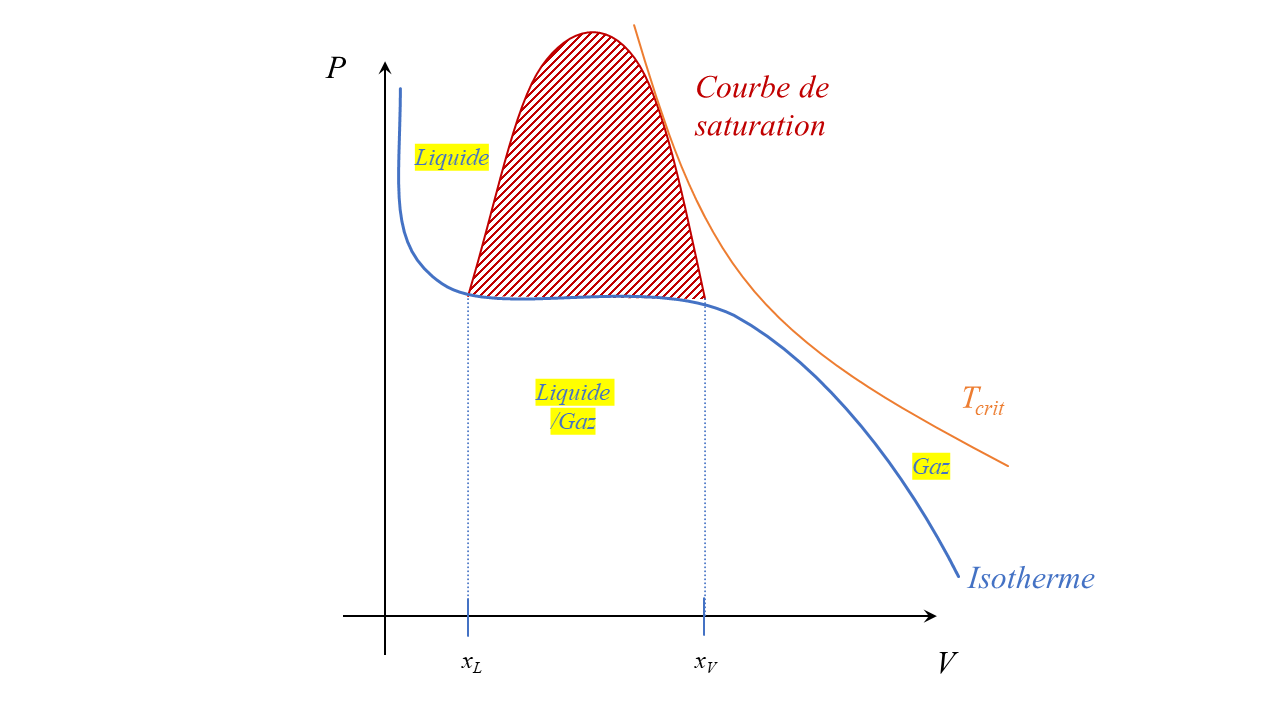 P
Courbe de
saturation
Liquide
Liquide
/Gaz
T_crit
Gaz
Isotherme
x_L
x_V
V